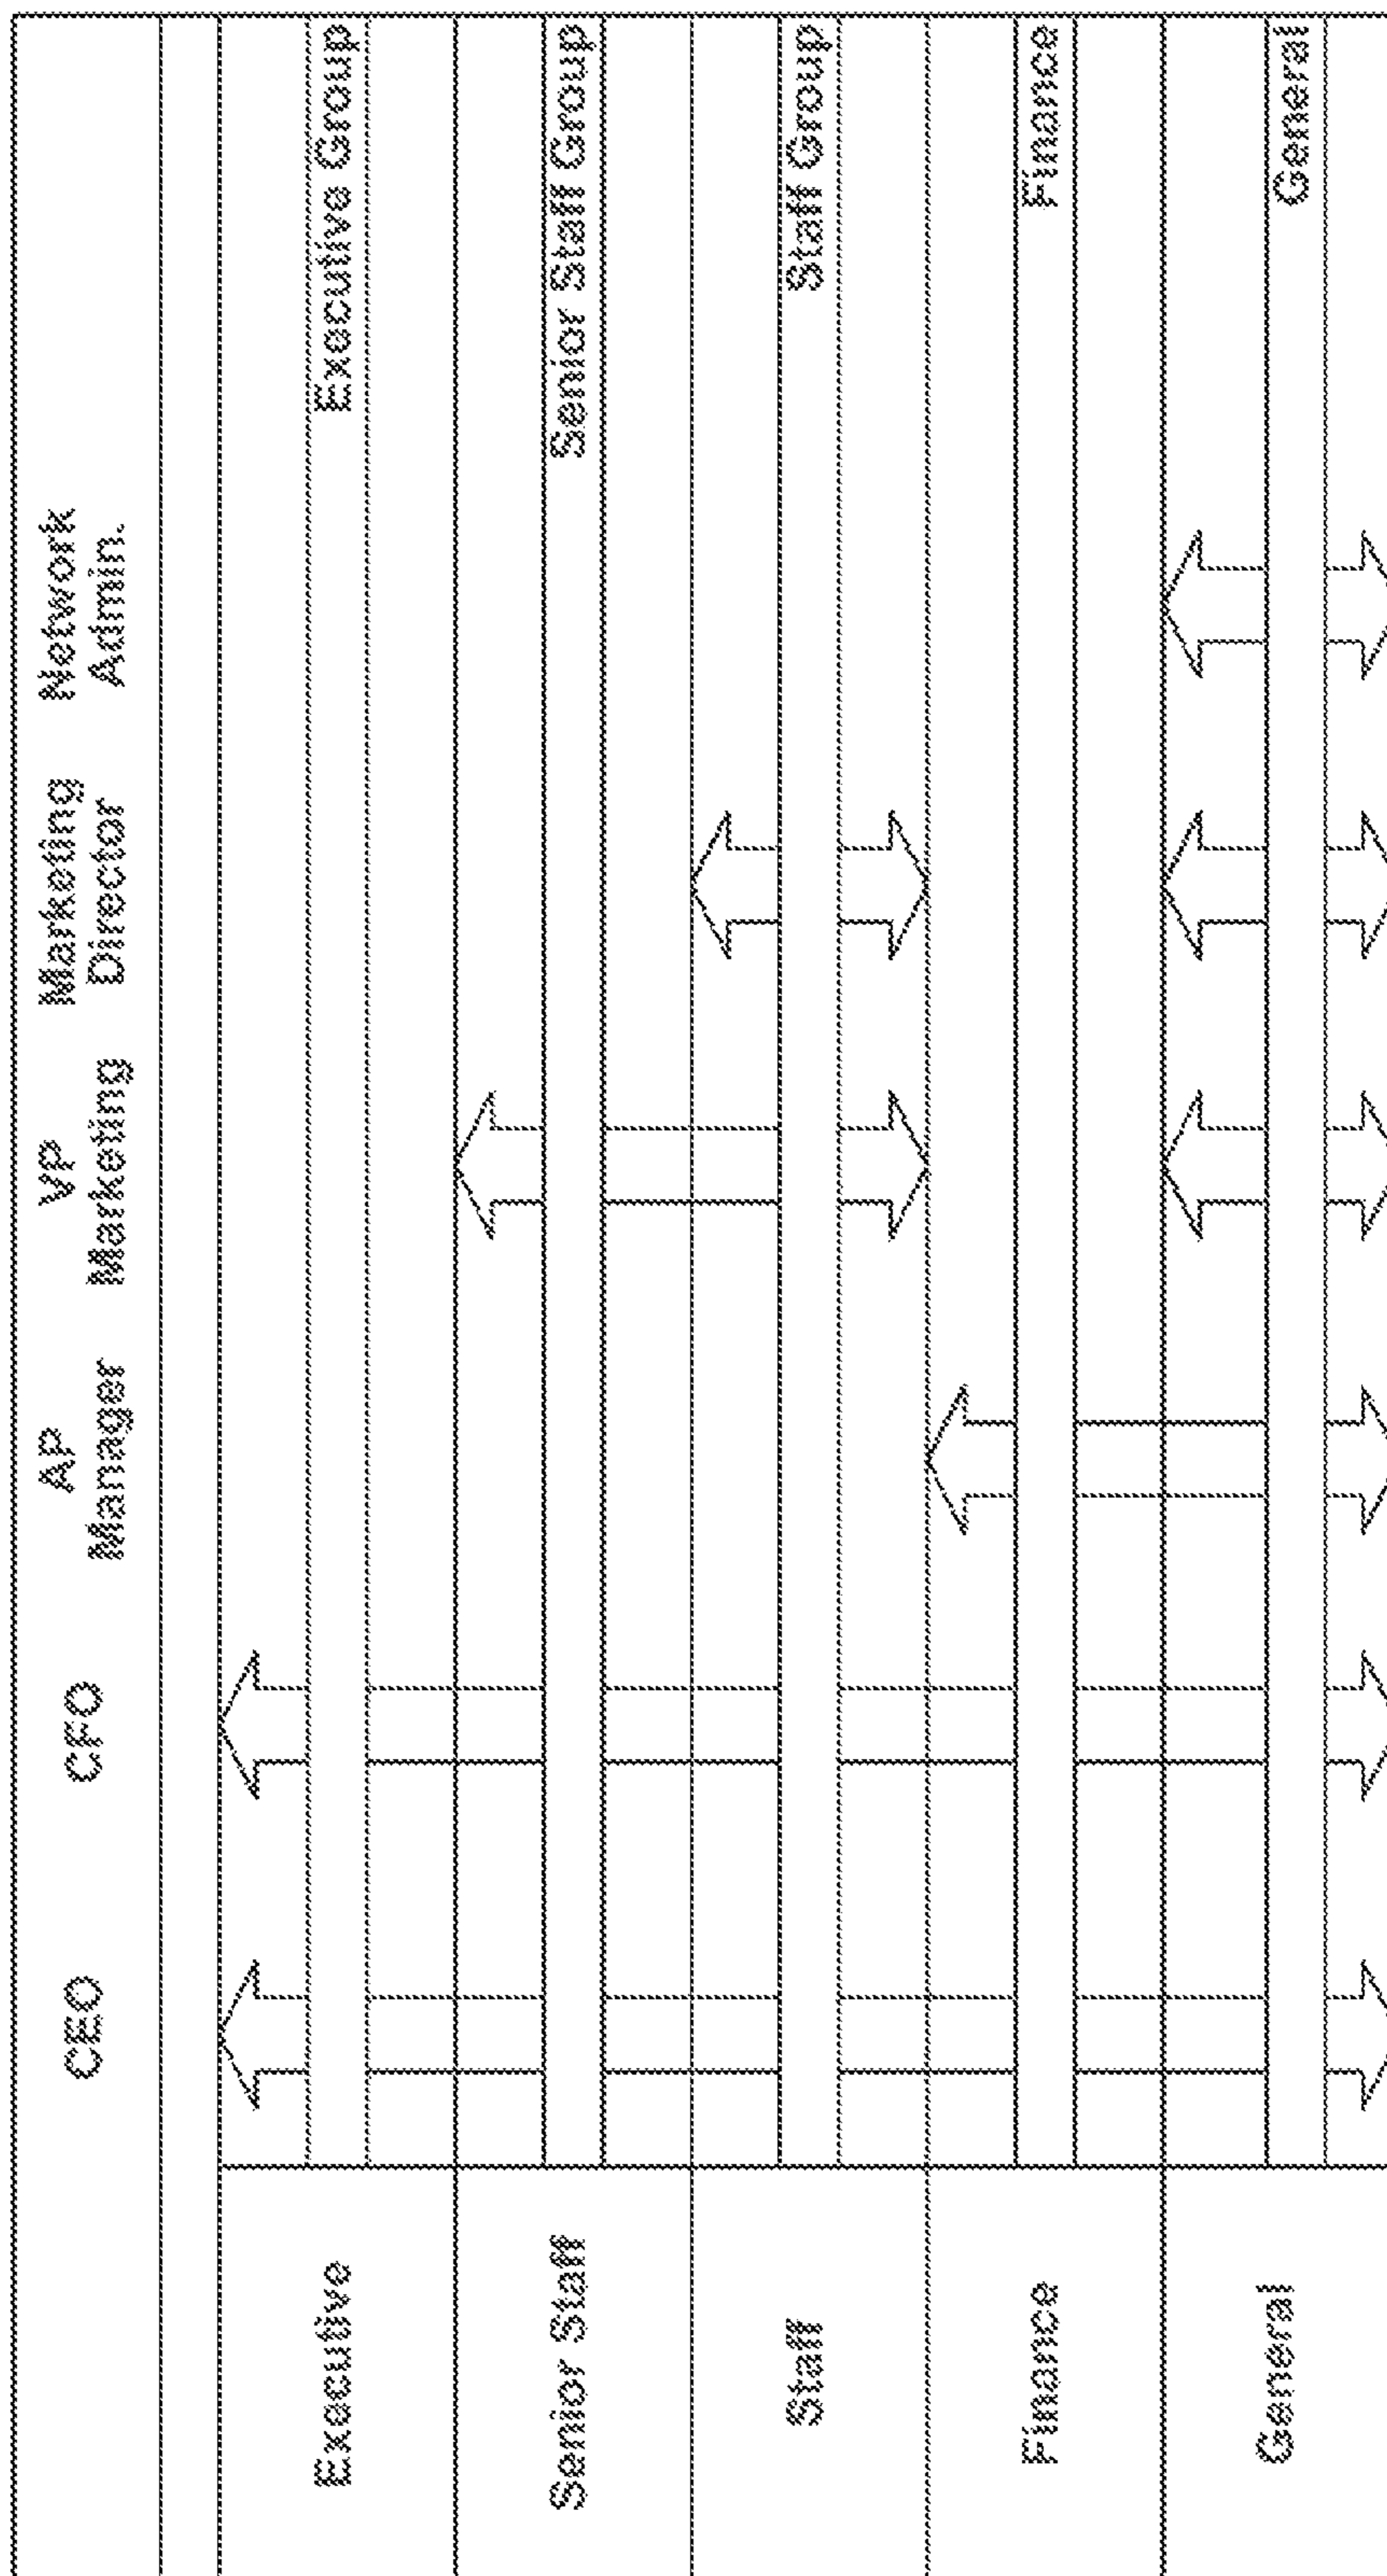 CEO
CFO
AP
Manager
VP
Marketing
Marketing
Director
Network
Admin.
Executive
Executive Group
Senior Staff
Senior Staff Group
Staff
Staff Group
Finance
Finance
General
General